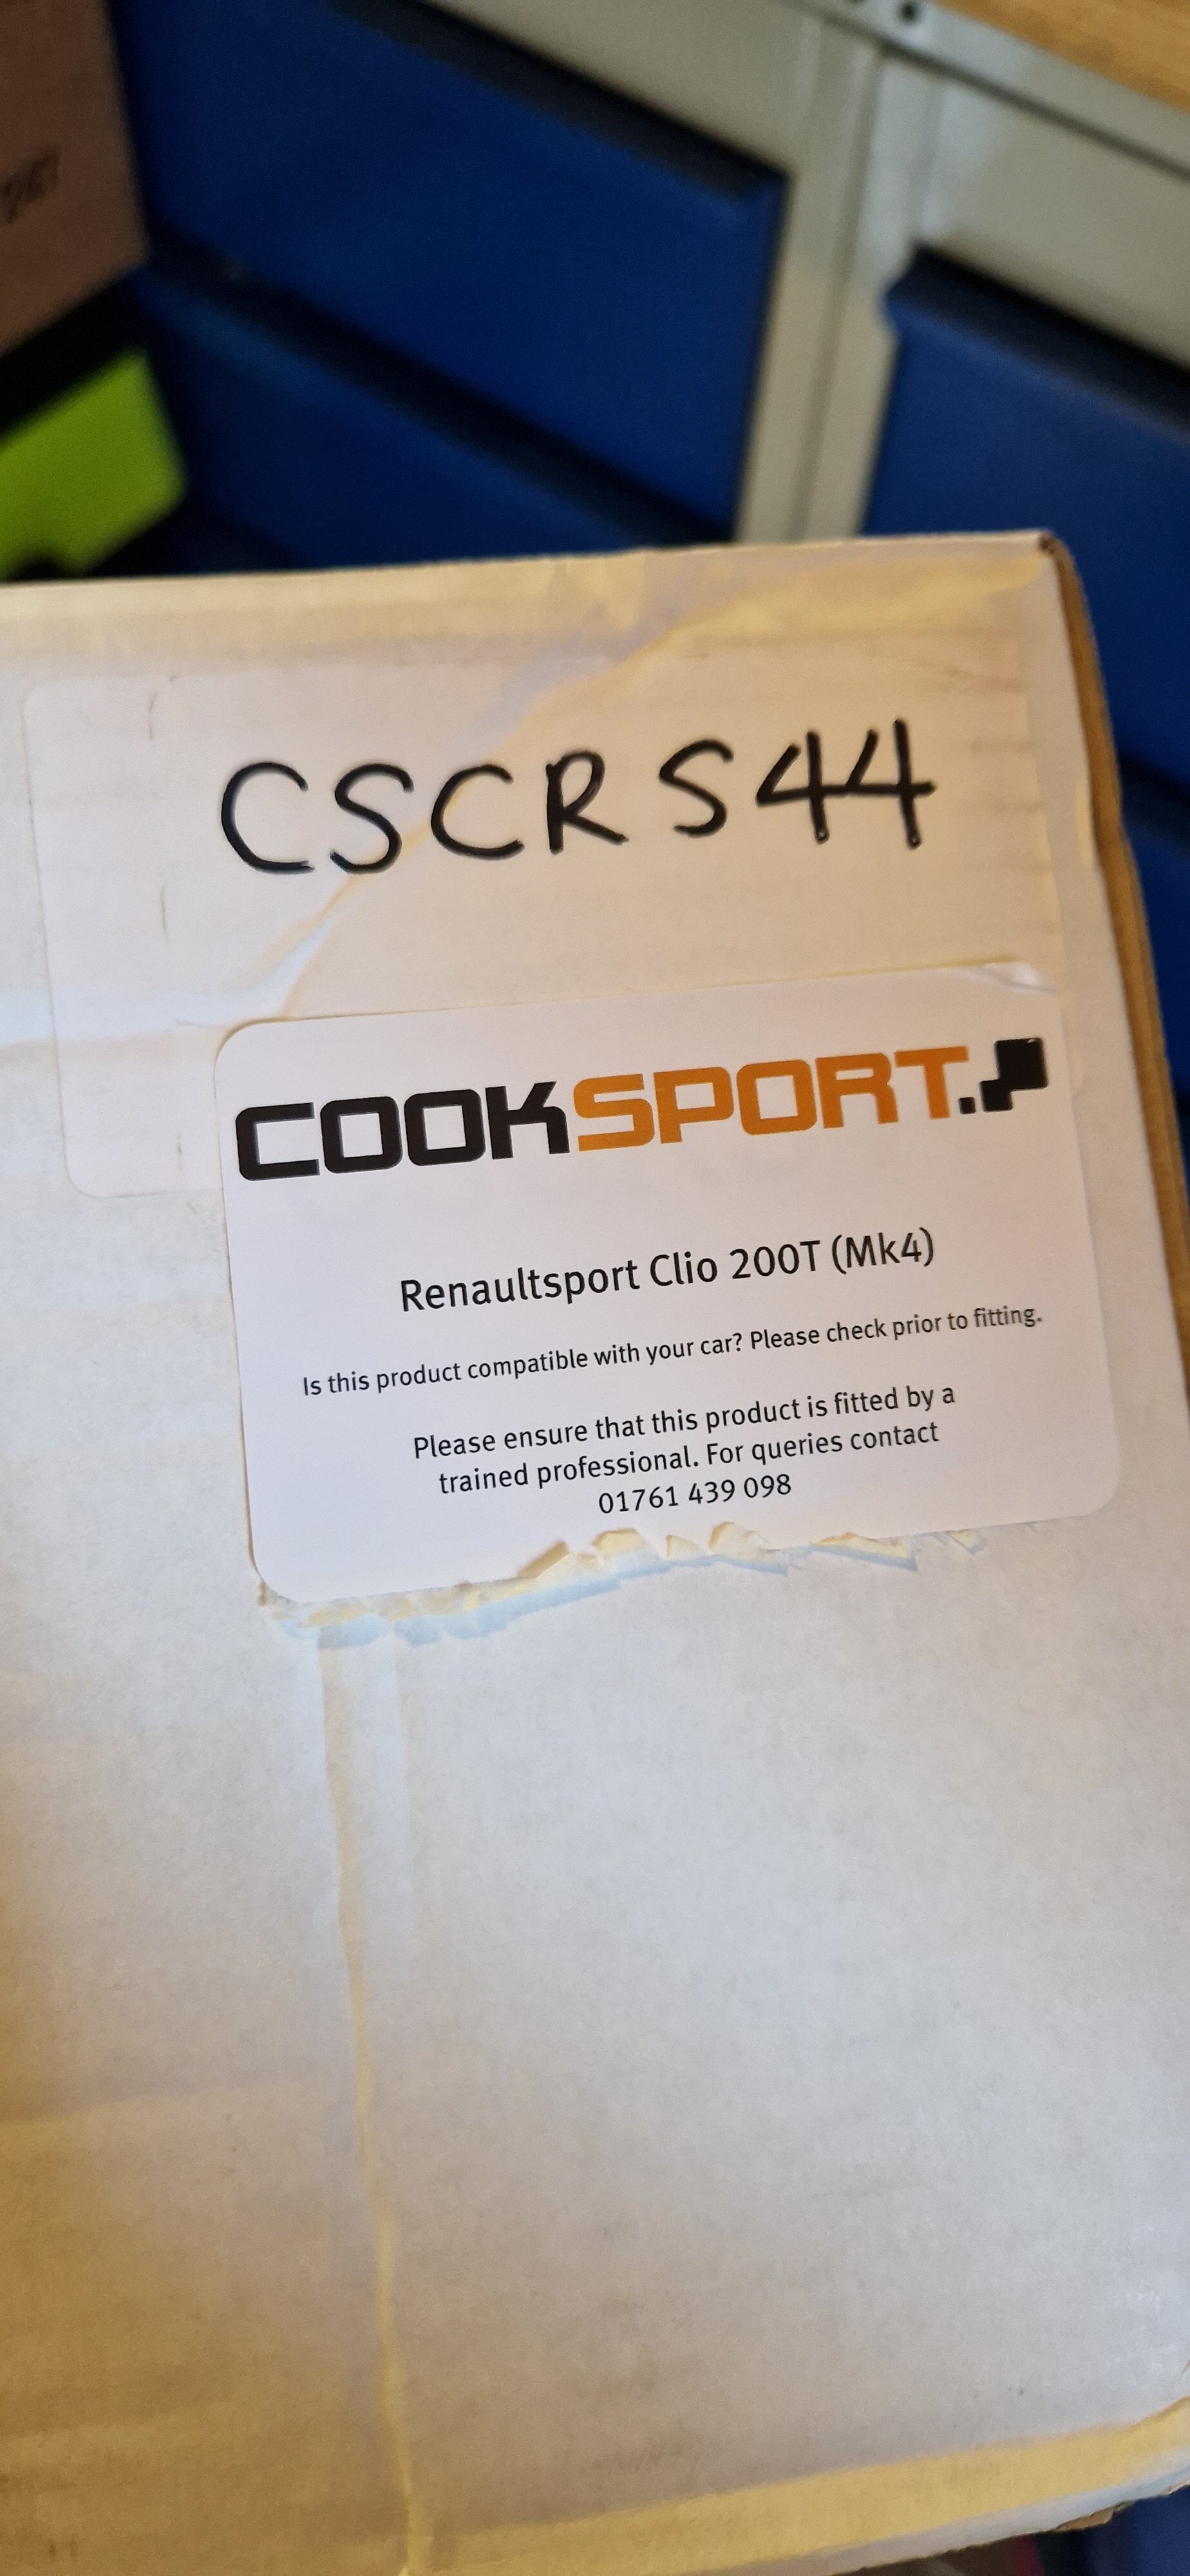 CSCRS44
COOKSPORT.
Renaultsport Clio 200T (Mk4)
Is this product compatible with your car? Please check prior to fitting.
Please ensure that this product is fitted by a
trained professional. For queries contact
01761 439 098